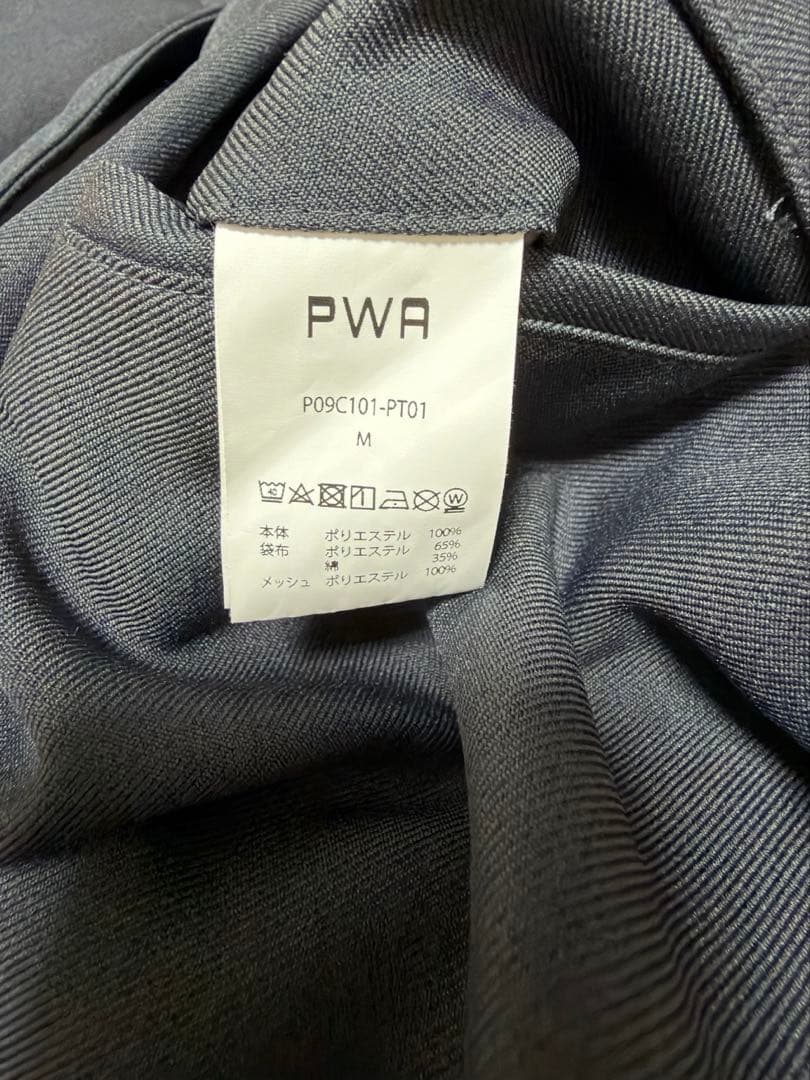 PWA
P09C101-PT01
M
40 W
本体 ポリエステル 100%
袋布 ポリエステル 65%
綿 35%
メッシュ ポリエステル 100%